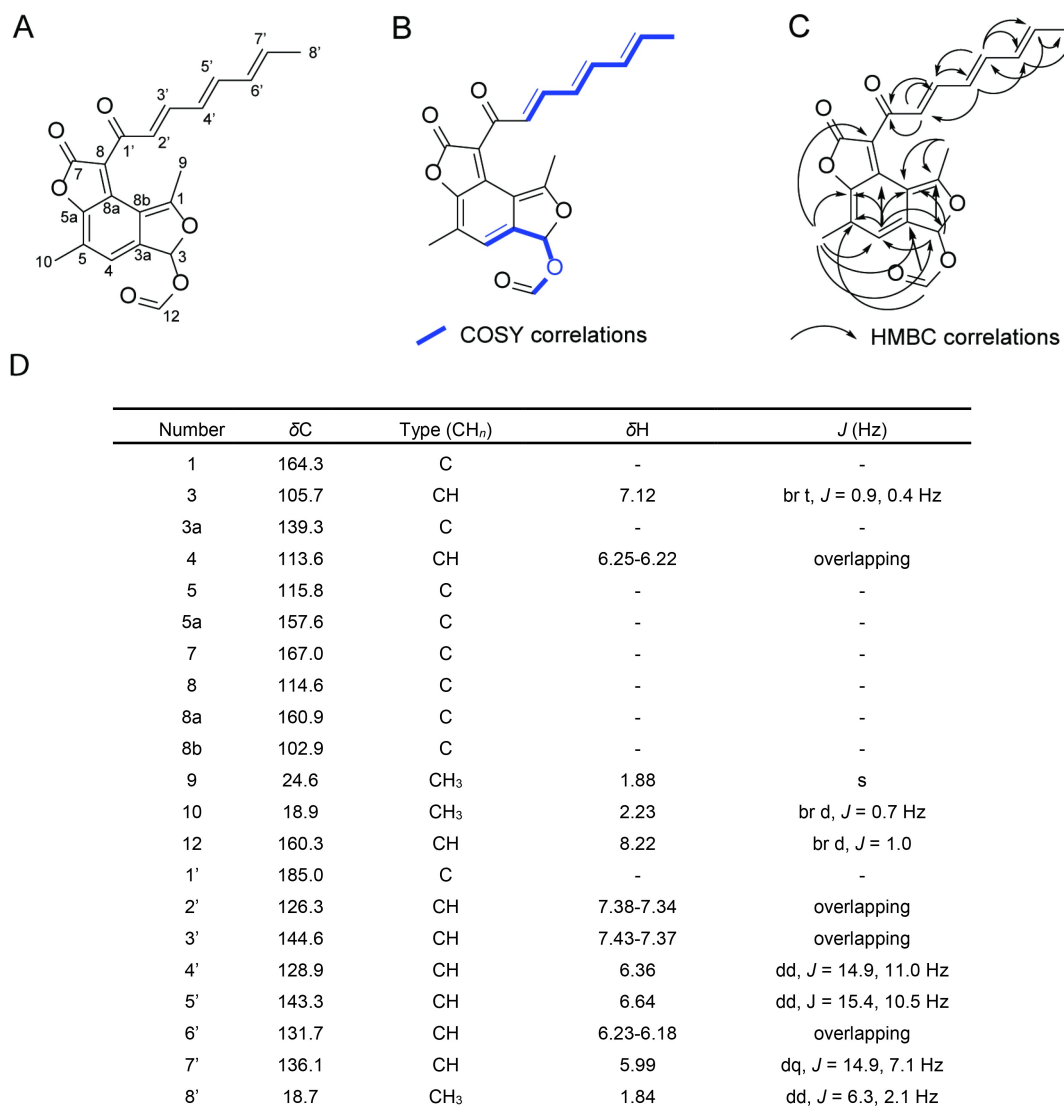 A
B
C
7'
8'
5'
6'
3'
4'
O
O
2'
1'
8
9
7
O
8b
1
8a
5a
O
3a
3
10
5
4
O
O
12
O
O
O
O
O
O
COSY correlations
O
O
O
O
O
O
HMBC correlations
D
Number δC Type (CHn) δH J (Hz)
1 164.3 C - -
3 105.7 CH 7.12 br t, J = 0.9, 0.4 Hz
3a 139.3 C - -
4 113.6 CH 6.25-6.22 overlapping
5 115.8 C - -
5a 157.6 C - -
7 167.0 C - -
8 114.6 C - -
8a 160.9 C - -
8b 102.9 C - -
9 24.6 CH3 1.88 s
10 18.9 CH3 2.23 br d, J = 0.7 Hz
12 160.3 CH 8.22 br d, J = 1.0
1' 185.0 C - -
2' 126.3 CH 7.38-7.34 overlapping
3' 144.6 CH 7.43-7.37 overlapping
4' 128.9 CH 6.36 dd, J = 14.9, 11.0 Hz
5' 143.3 CH 6.64 dd, J = 15.4, 10.5 Hz
6' 131.7 CH 6.23-6.18 overlapping
7' 136.1 CH 5.99 dq, J = 14.9, 7.1 Hz
8' 18.7 CH3 1.84 dd, J = 6.3, 2.1 Hz